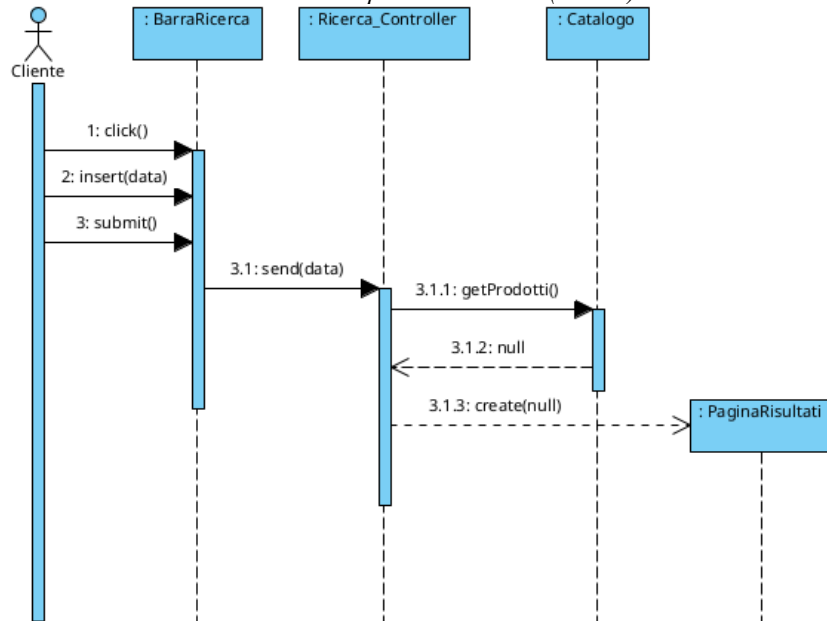 : BarraRicerca
: Ricerca_Controller
: Catalogo
Cliente
1: click()
2: insert(data)
3: submit()
3.1: send(data)
3.1.1: getProdotti()
3.1.2: null
3.1.3: create(null)
: PaginaRisultati